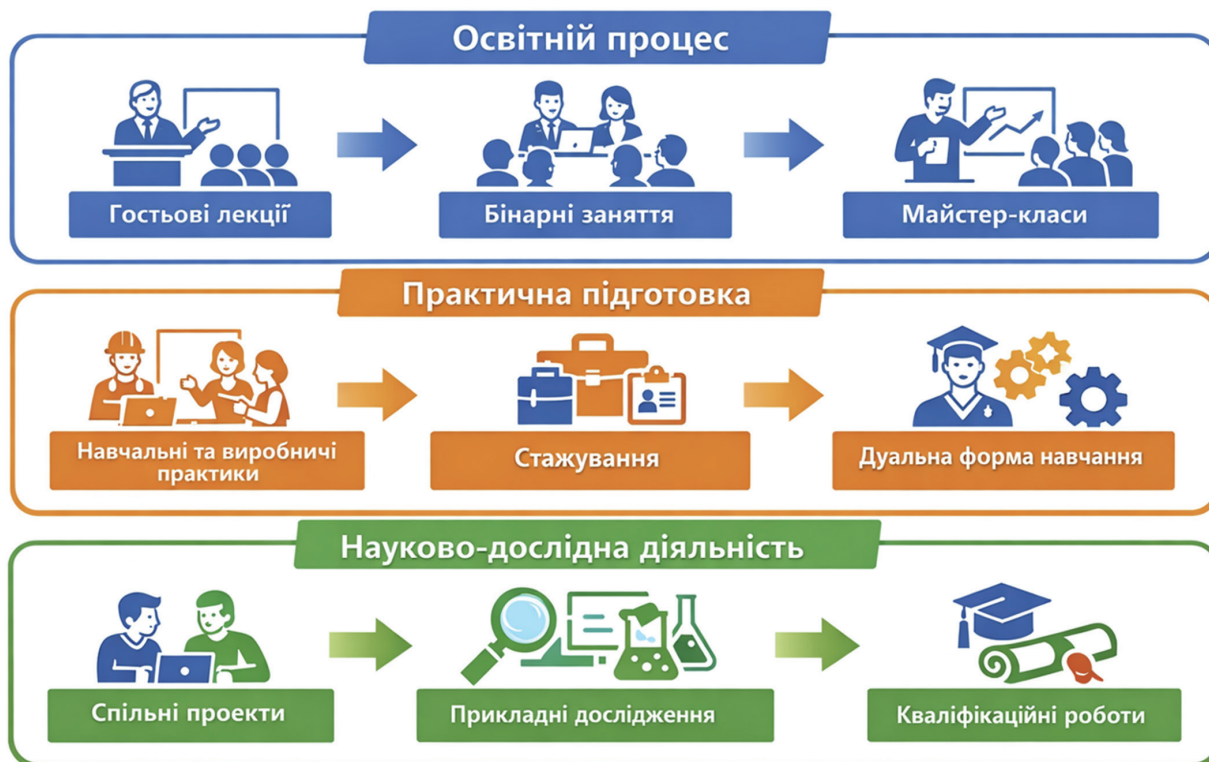 Освітній процес
Гостьові лекції
Бінарні заняття
Майстер-класи
Практична підготовка
Навчальні та виробничі
практики
Стажування
Дуальна форма навчання
Науково-дослідна діяльність
Спільні проекти
Прикладні дослідження
Кваліфікаційні роботи